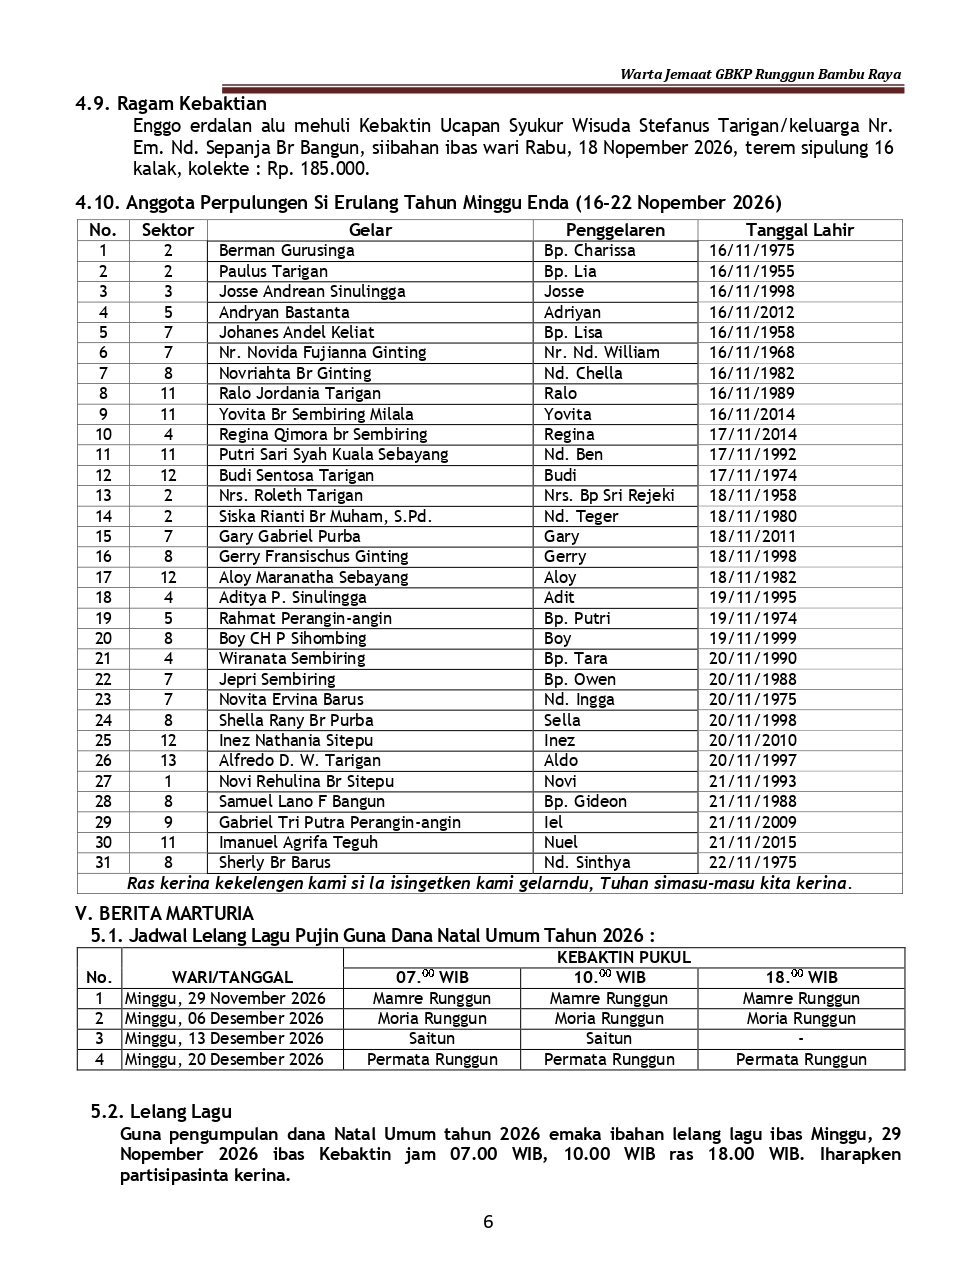 Warta Jemaat GBKP Runggun Bambu Raya
4.9. Ragam Kebaktian
Enggo erdalan alu mehuli Kebaktin Ucapan Syukur Wisuda Stefanus Tarigan/keluarga Nr.
Em. Nd. Sepanja Br Bangun, siibahan ibas wari Rabu, 18 Nopember 2026, terem sipulung 16
kalak, kolekte : Rp. 185.000.
4.10. Anggota Perpulungen Si Erulang Tahun Minggu Enda (16-22 Nopember 2026)
No. Sektor Gelar Penggelaren Tanggal Lahir
1 2 Berman Gurusinga Bp. Charissa 16/11/1975
2 2 Paulus Tarigan Bp. Lia 16/11/1955
3 3 Josse Andrean Sinulingga Josse 16/11/1998
4 5 Andryan Bastanta Adriyan 16/11/2012
5 7 Johanes Andel Keliat Bp. Lisa 16/11/1958
6 7 Nr. Novida Fujianna Ginting Nr. Nd. William 16/11/1968
7 8 Novriahta Br Ginting Nd. Chella 16/11/1982
8 11 Ralo Jordania Tarigan Ralo 16/11/1989
9 11 Yovita Br Sembiring Milala Yovita 16/11/2014
10 4 Regina Qimora br Sembiring Regina 17/11/2014
11 11 Putri Sari Syah Kuala Sebayang Nd. Ben 17/11/1992
12 12 Budi Sentosa Tarigan Budi 17/11/1974
13 2 Nrs. Roleth Tarigan Nrs. Bp Sri Rejeki 18/11/1958
14 2 Siska Rianti Br Muham, S.Pd. Nd. Teger 18/11/1980
15 7 Gary Gabriel Purba Gary 18/11/2011
16 8 Gerry Fransischus Ginting Gerry 18/11/1998
17 12 Aloy Maranatha Sebayang Aloy 18/11/1982
18 4 Aditya P. Sinulingga Adit 19/11/1995
19 5 Rahmat Perangin-angin Bp. Putri 19/11/1974
20 8 Boy CH P Sihombing Boy 19/11/1999
21 4 Wiranata Sembiring Bp. Tara 20/11/1990
22 7 Jepri Sembiring Bp. Owen 20/11/1988
23 7 Novita Ervina Barus Nd. Ingga 20/11/1975
24 8 Shella Rany Br Purba Sella 20/11/1998
25 12 Inez Nathania Sitepu Inez 20/11/2010
26 13 Alfredo D. W. Tarigan Aldo 20/11/1997
27 1 Novi Rehulina Br Sitepu Novi 21/11/1993
28 8 Samuel Lano F Bangun Bp. Gideon 21/11/1988
29 9 Gabriel Tri Putra Perangin-angin Iel 21/11/2009
30 11 Imanuel Agrifa Teguh Nuel 21/11/2015
31 8 Sherly Br Barus Nd. Sinthya 22/11/1975
Ras kerina kekelengen kami si la isingetken kami gelarndu, Tuhan simasu-masu kita kerina.
V. BERITA MARTURIA
5.1. Jadwal Lelang Lagu Pujin Guna Dana Natal Umum Tahun 2026 :
KEBAKTIN PUKUL
No. WARI/TANGGAL 07.00 WIB 10.00 WIB 18.00 WIB
1 Minggu, 29 November 2026 Mamre Runggun Mamre Runggun Mamre Runggun
2 Minggu, 06 Desember 2026 Moria Runggun Moria Runggun Moria Runggun
3 Minggu, 13 Desember 2026 Saitun Saitun -
4 Minggu, 20 Desember 2026 Permata Runggun Permata Runggun Permata Runggun
5.2. Lelang Lagu
Guna pengumpulan dana Natal Umum tahun 2026 emaka ibahan lelang lagu ibas Minggu, 29
Nopember 2026 ibas Kebaktin jam 07.00 WIB, 10.00 WIB ras 18.00 WIB. Iharapken
partisipasinta kerina.
6